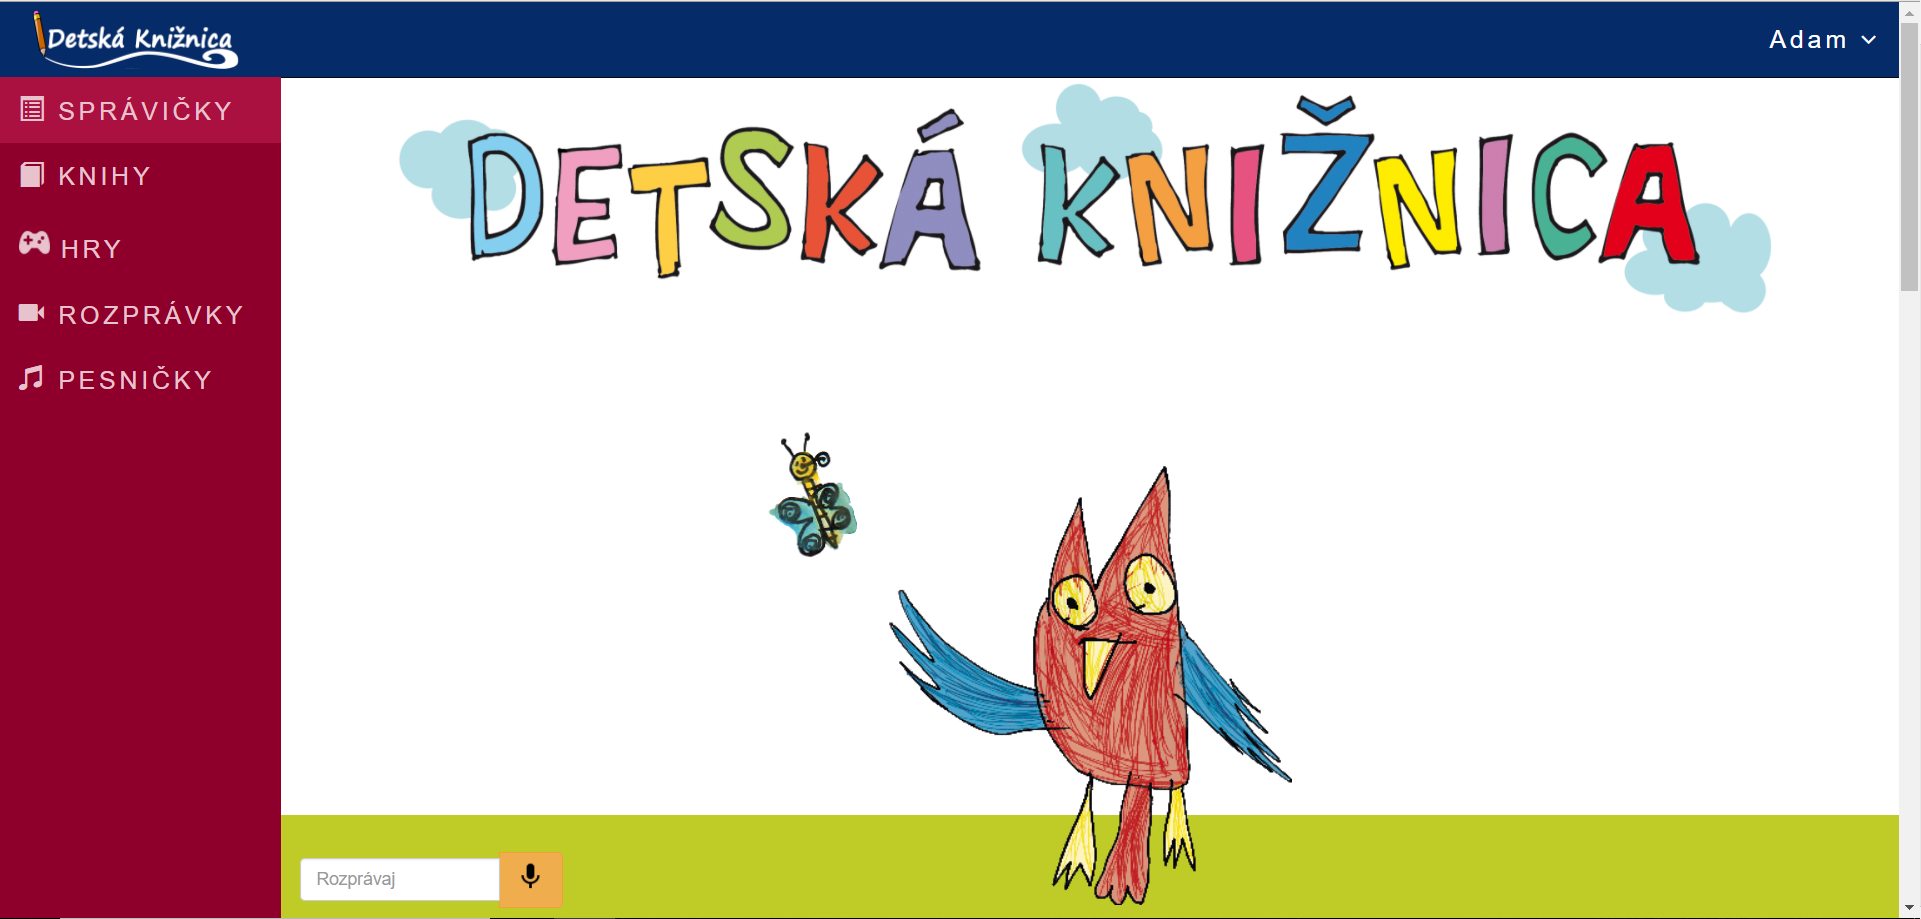 Detská Knižnica
Adam
SPRÁVIČKY
KNIHY
HRY
ROZPRÁVKY
PESNIČKY
DETSKÁ KNIŽNICA
Rozprávaj